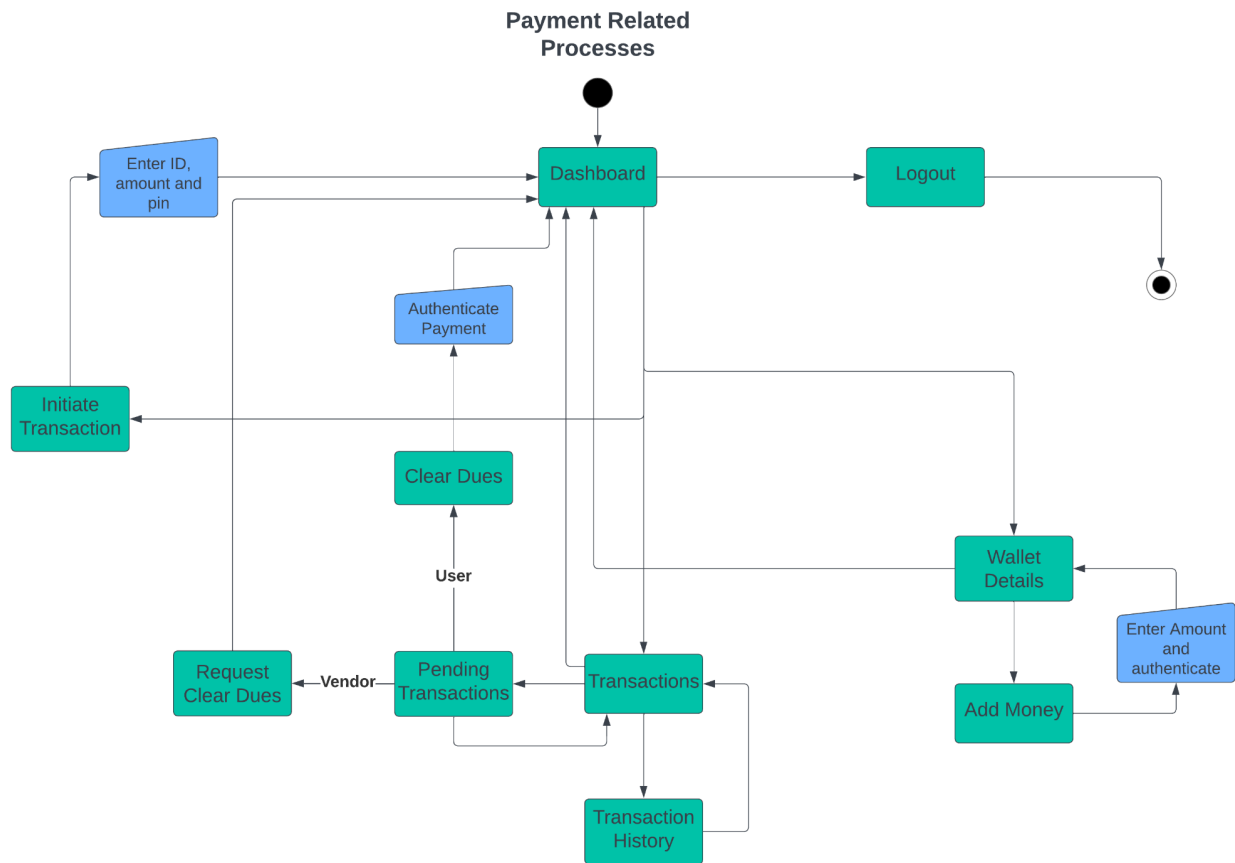 Payment Related
Processes
Enter ID,
amount and
pin
Dashboard
Logout
Authenticate
Payment
Initiate
Transaction
Clear Dues
User
Wallet
Details
Enter Amount
and
authenticate
Request
Clear Dues
Vendor
Pending
Transactions
Transactions
Add Money
Transaction
History